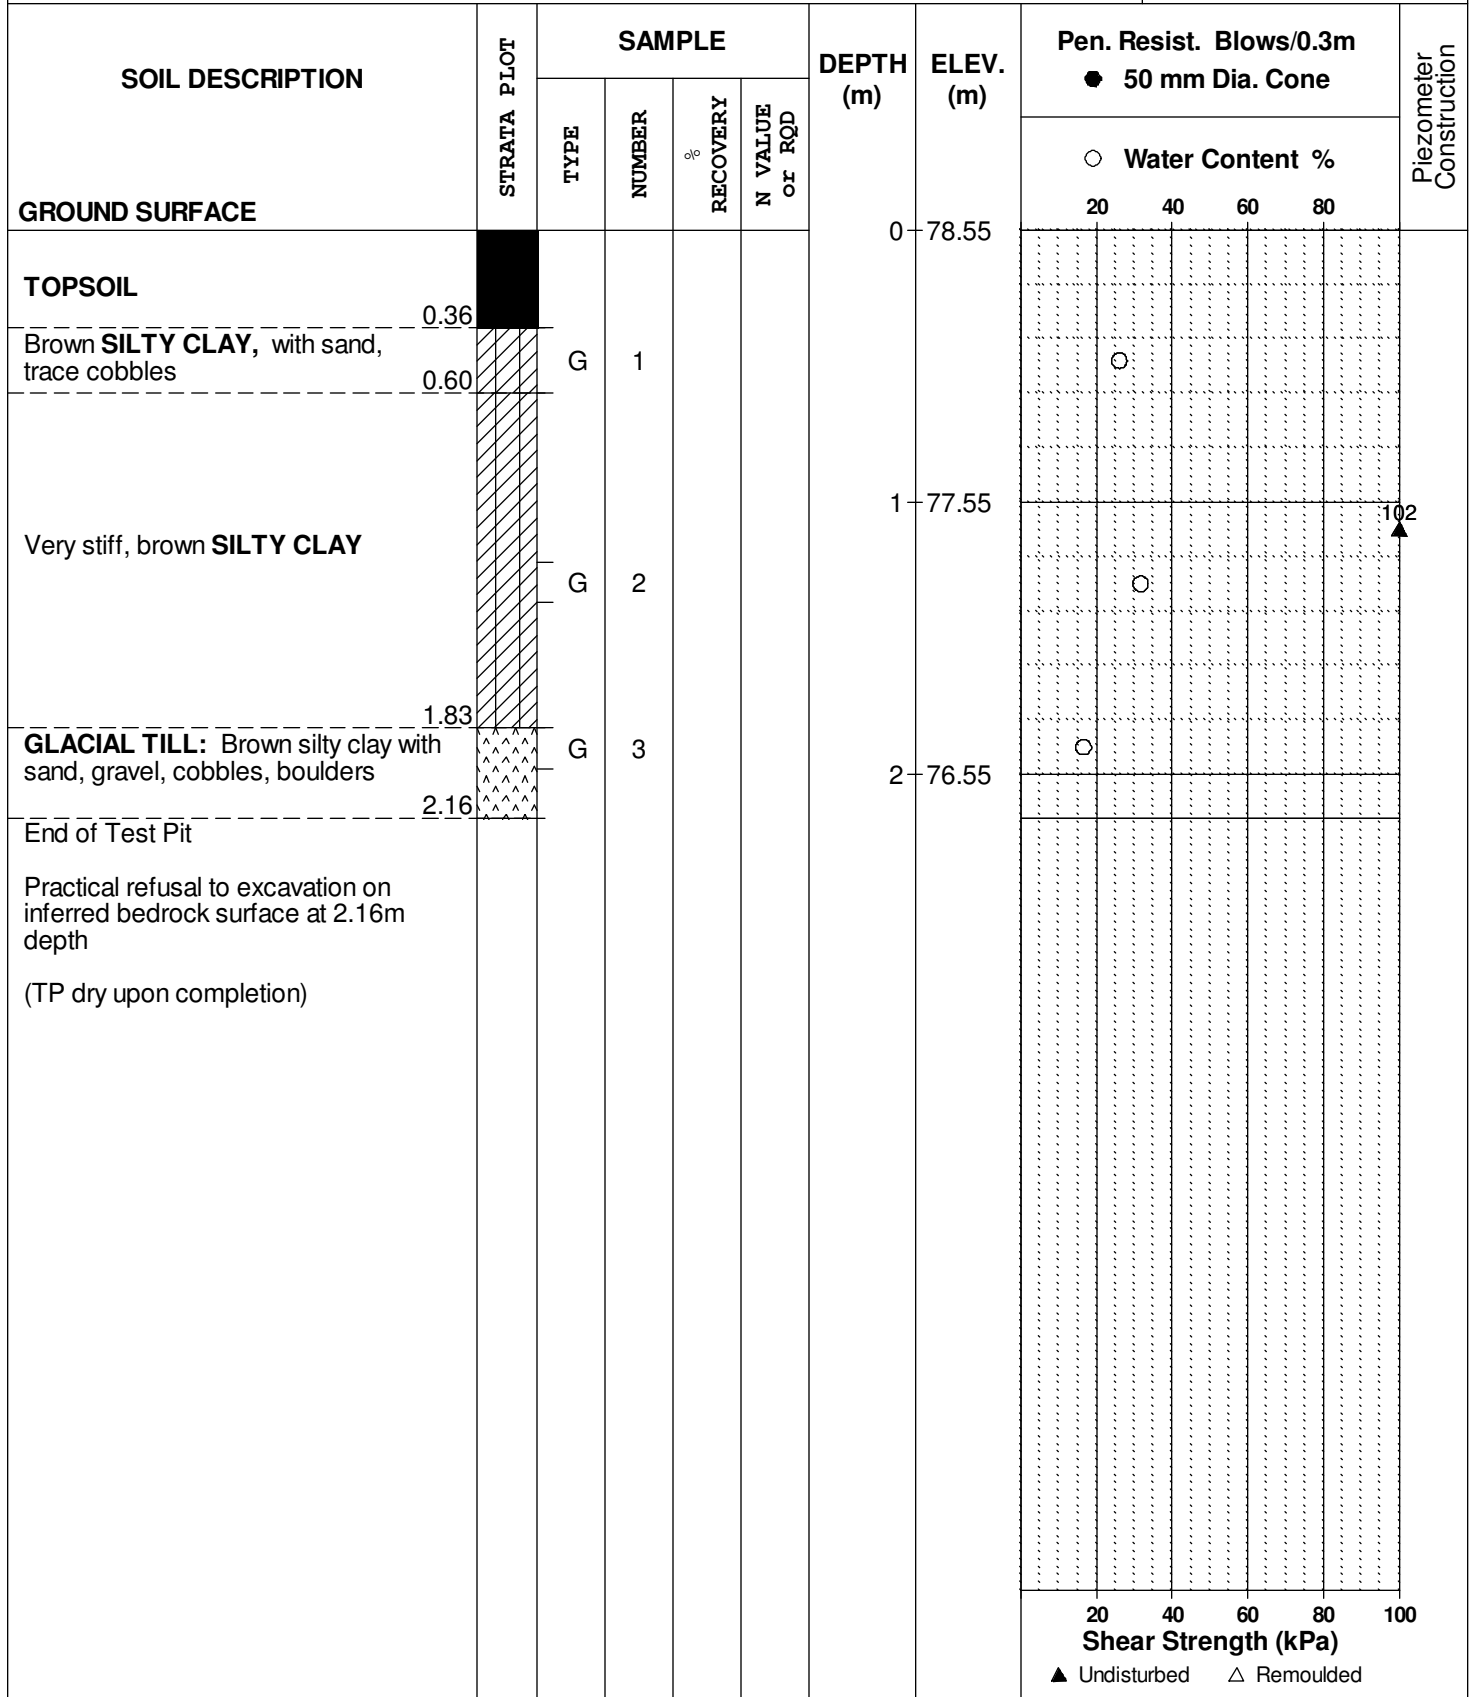 SOIL DESCRIPTION
GROUND SURFACE
STRATA PLOT
SAMPLE
TYPE
NUMBER
%
RECOVERY
N VALUE
or RQD
DEPTH
(m)
ELEV.
(m)
Pen. Resist. Blows/0.3m
● 50 mm Dia. Cone
○ Water Content %
20 40 60 80
Piezometer
Construction
0 78.55
TOPSOIL
0.36
Brown SILTY CLAY, with sand,
trace cobbles
0.60
G 1
1 77.55
102
Very stiff, brown SILTY CLAY
G 2
1.83
GLACIAL TILL: Brown silty clay with
sand, gravel, cobbles, boulders
G 3
2 76.55
2.16
End of Test Pit
Practical refusal to excavation on
inferred bedrock surface at 2.16m
depth
(TP dry upon completion)
20 40 60 80 100
Shear Strength (kPa)
▲ Undisturbed △ Remoulded